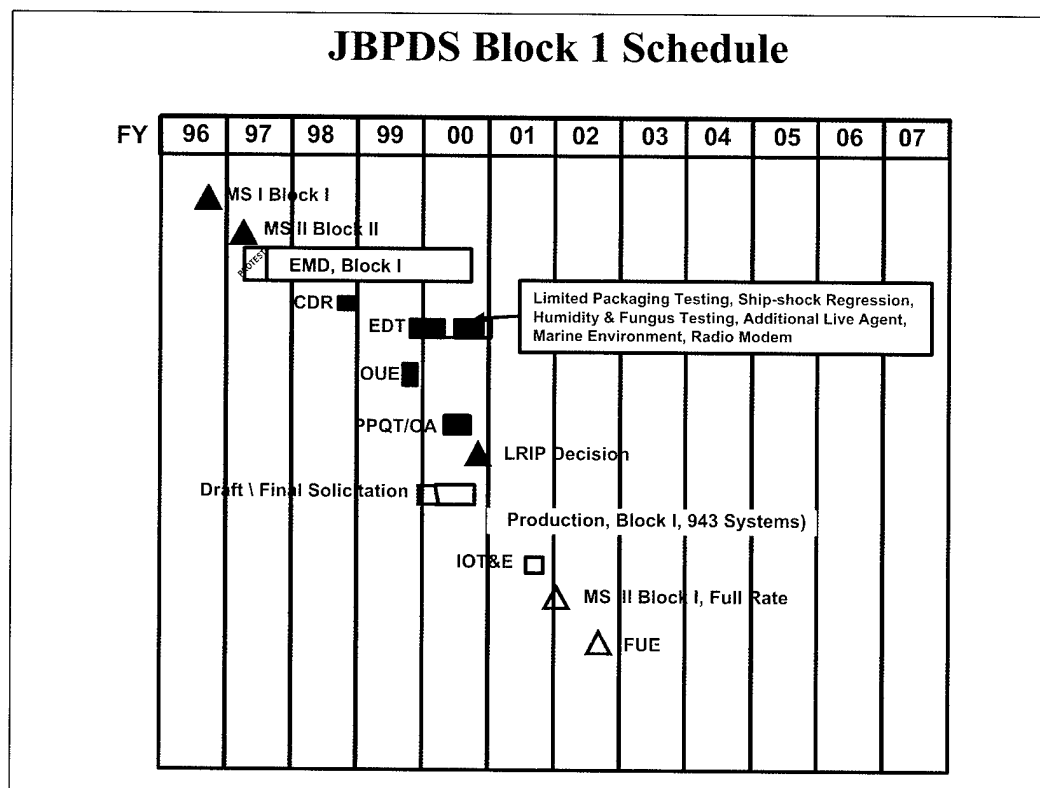 JBPDS Block 1 Schedule
FY 96 97 98 99 00 01 02 03 04 05 06 07
MS I Block I
MS II Block II
PROTEST
EMD, Block I
CDR
Limited Packaging Testing, Ship-shock Regression,
Humidity & Fungus Testing, Additional Live Agent,
Marine Environment, Radio Modem
EDT
OUE
PPQT/OA
LRIP Decision
Draft \ Final Solicitation
Production, Block I, 943 Systems)
IOT&E
MS III Block I, Full Rate
FUE